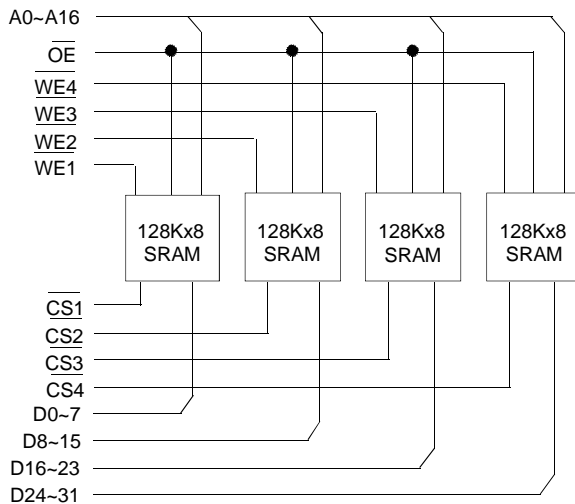 A0~A16
OE
WE4
WE3
WE2
WE1
128Kx8
SRAM
128Kx8
SRAM
128Kx8
SRAM
128Kx8
SRAM
CS1
CS2
CS3
CS4
D0~7
D8~15
D16~23
D24~31